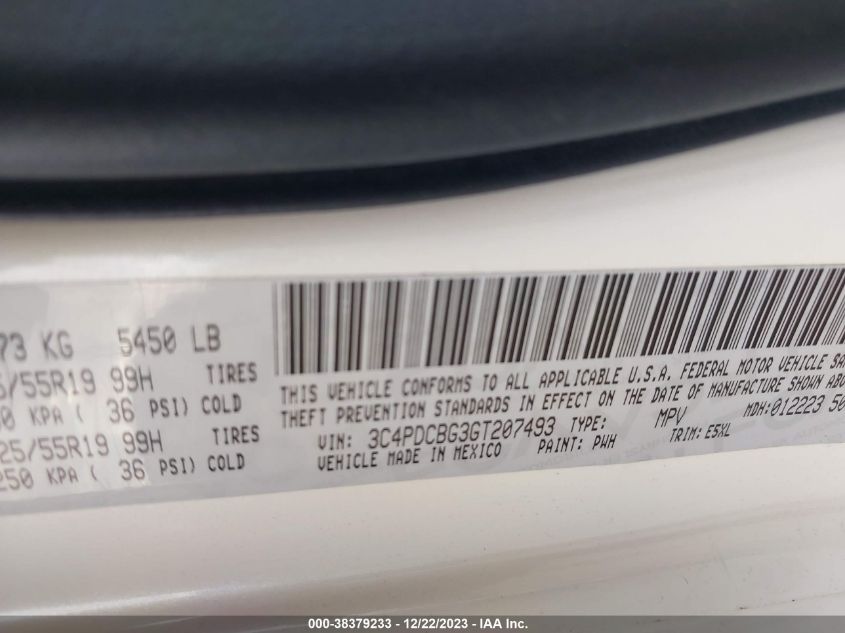 73 KG 5450 LB
/55R19 99H TIRES
0 KPA ( 36 PSI) COLD
25/55R19 99H TIRES
250 KPA ( 36 PSI) COLD
THIS VEHICLE CONFORMS TO ALL APPLICABLE U.S.A. FEDERAL MOTOR VEHICLE SA
THEFT PREVENTION STANDARDS IN EFFECT ON THE DATE OF MANUFACTURE SHOWN ABO
VIN: 3C4PDCBG3GT207493 TYPE: MPV MDH:012223 50
VEHICLE MADE IN MEXICO PAINT: PWH TRIM: E5XL
000-38379233 - 12/22/2023 - IAA Inc.